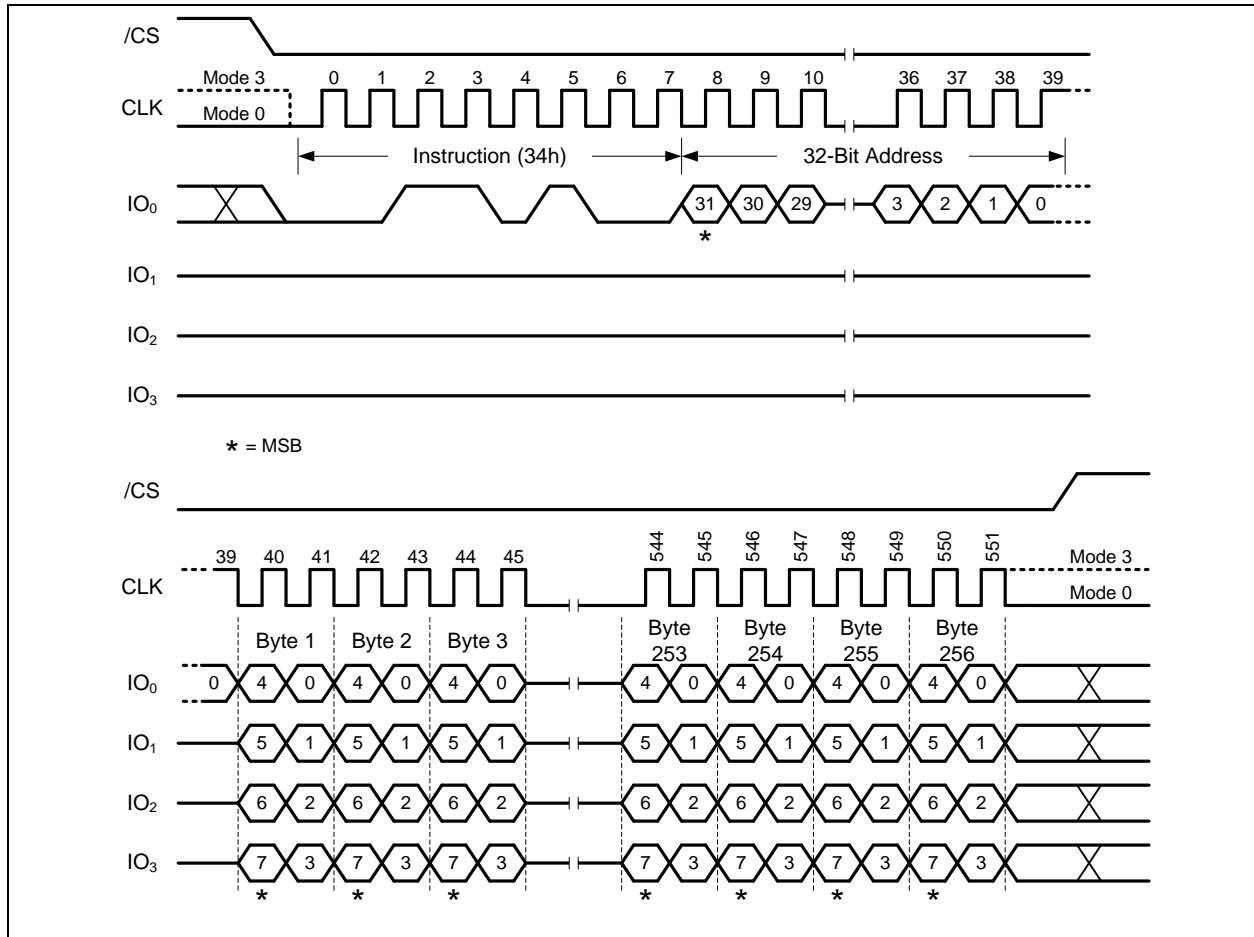 /CS
Mode 3 0 1 2 3 4 5 6 7 8 9 10 36 37 38 39
CLK Mode 0
Instruction (34h) 32-Bit Address
IO₀ 31 30 29 3 2 1 0
*
IO₁
IO₂
IO₃
* = MSB
/CS
39 40 41 42 43 44 45 544 545 546 547 548 549 550 551 Mode 3
CLK Mode 0
Byte 1 Byte 2 Byte 3 Byte 253 Byte 254 Byte 255 Byte 256
IO₀ 0 4 0 4 0 4 0 4 0 4 0 4 0 4 0
IO₁ 5 1 5 1 5 1 5 1 5 1 5 1 5 1
IO₂ 6 2 6 2 6 2 6 2 6 2 6 2 6 2
IO₃ 7 3 7 3 7 3 7 3 7 3 7 3 7 3
* * * * * * *